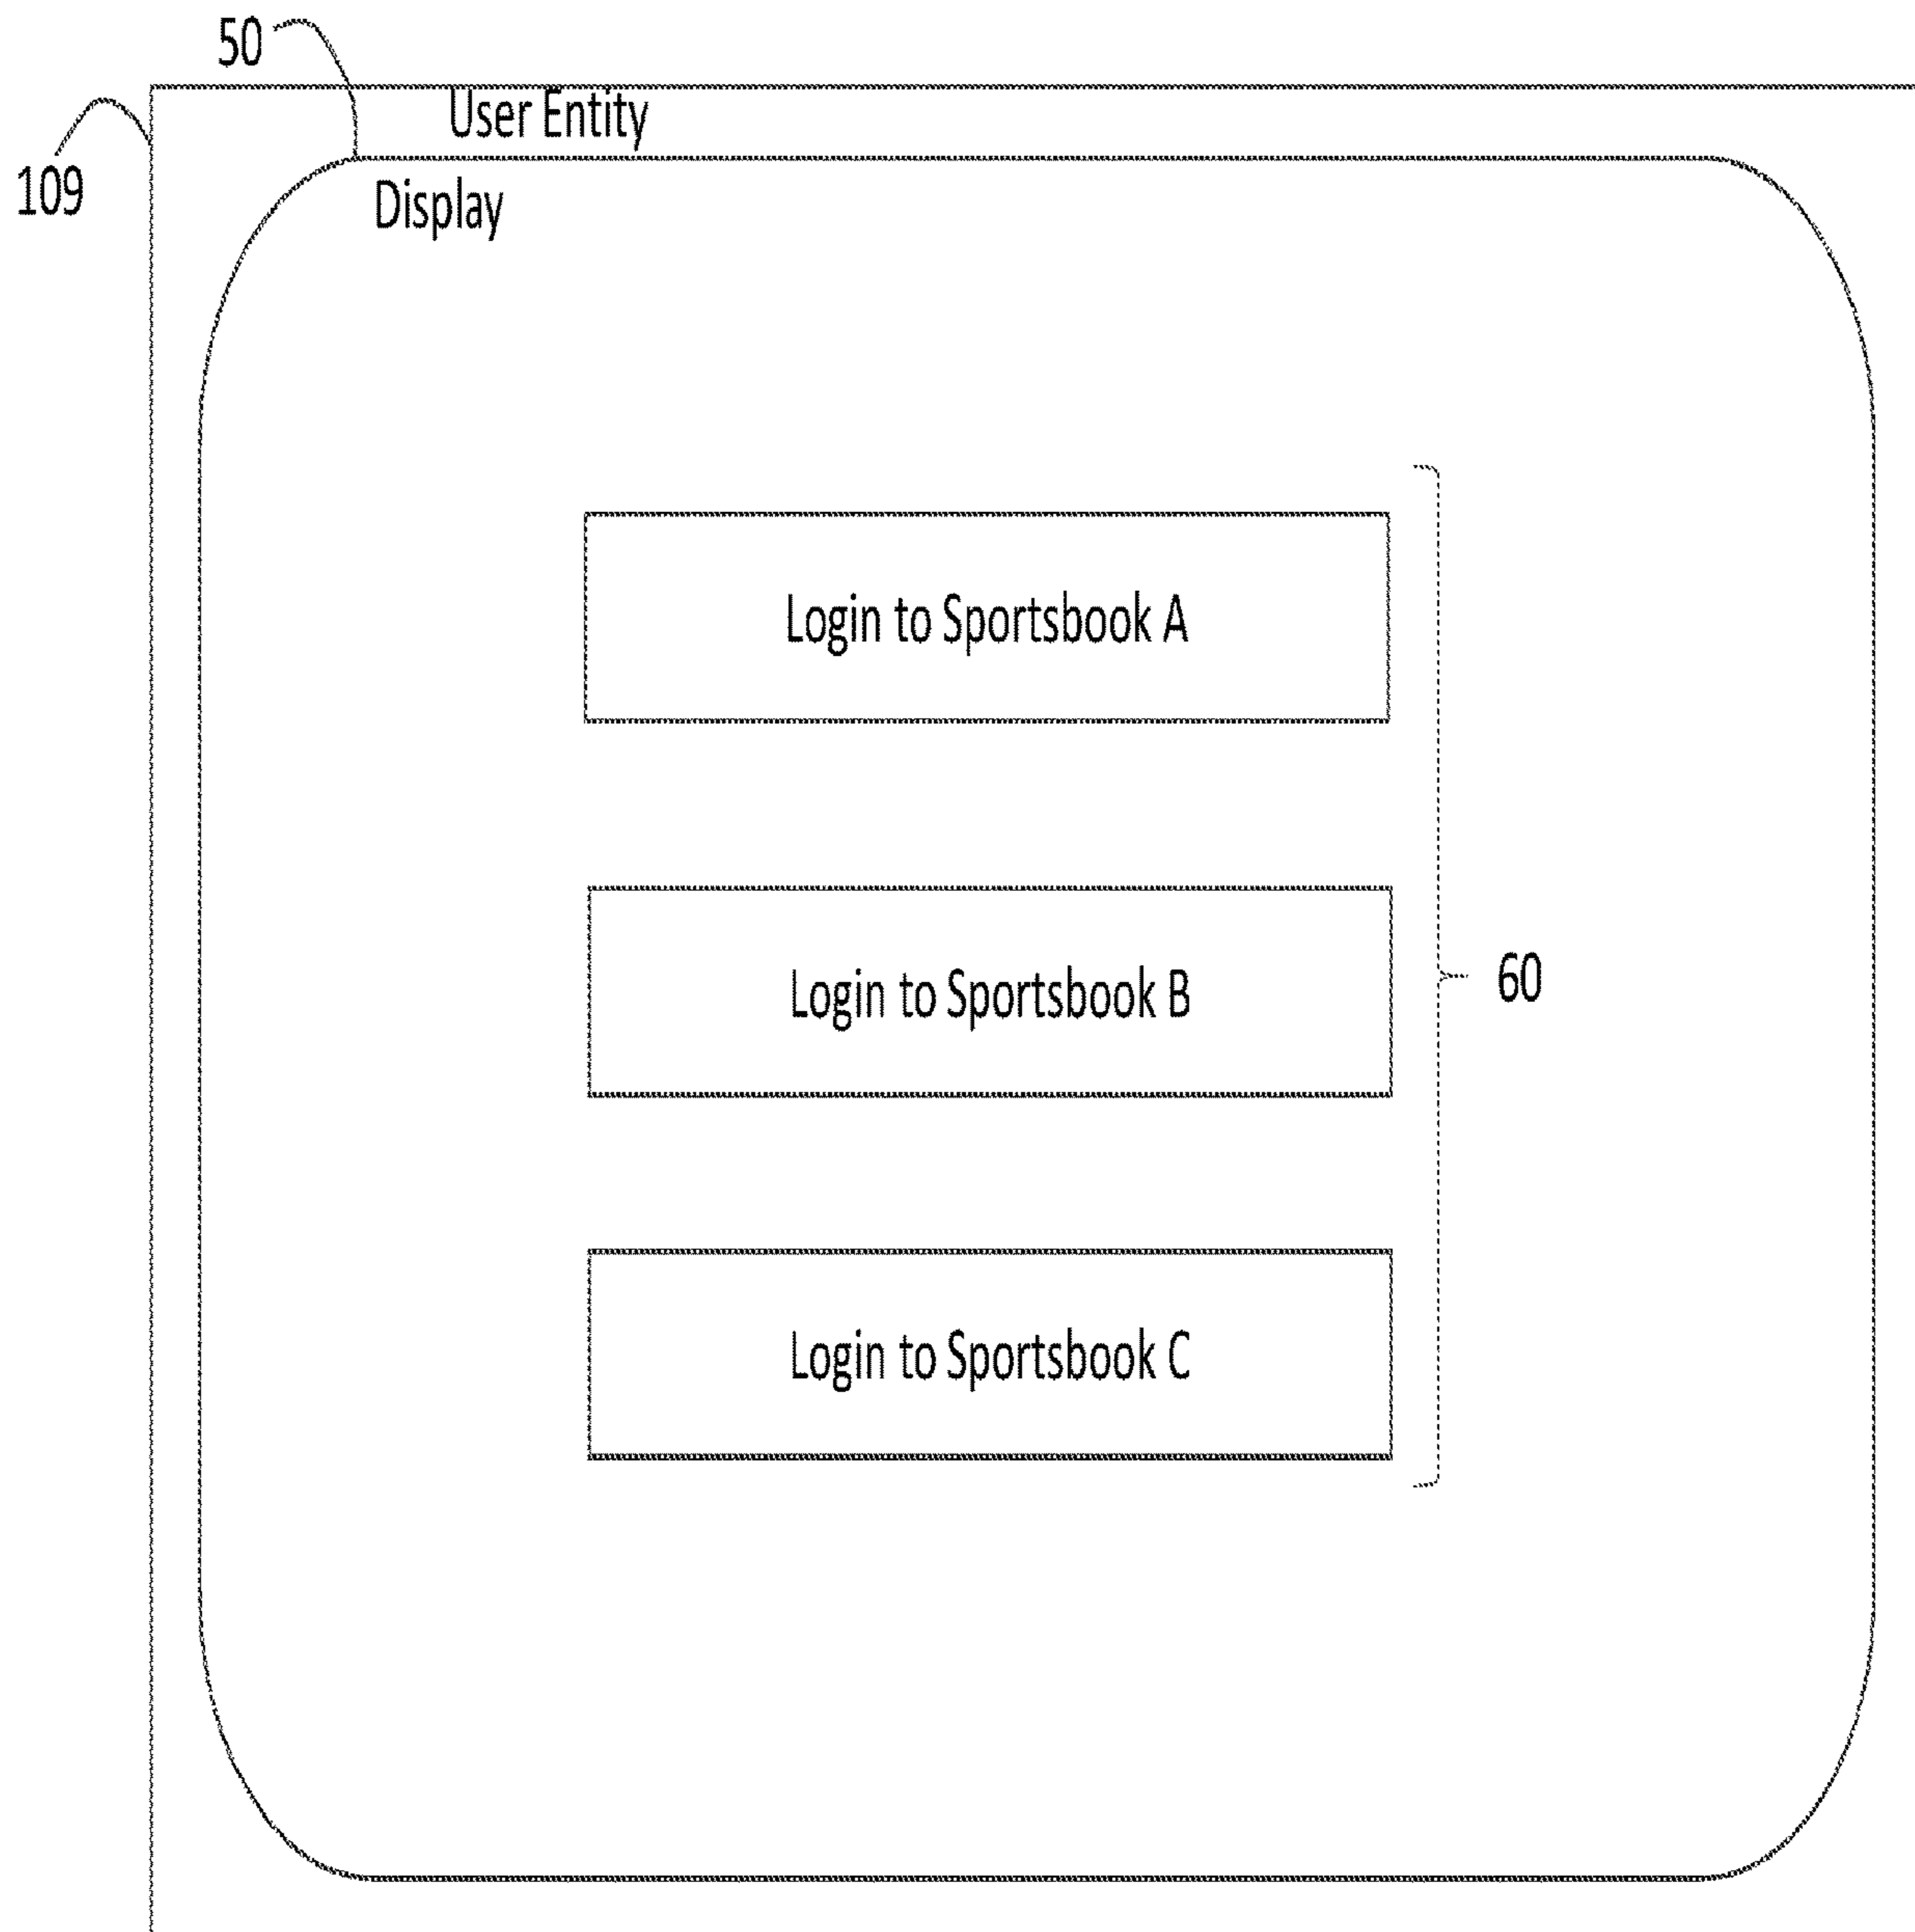 50
User Entity
109
Display
Login to Sportsbook A
Login to Sportsbook B
60
Login to Sportsbook C